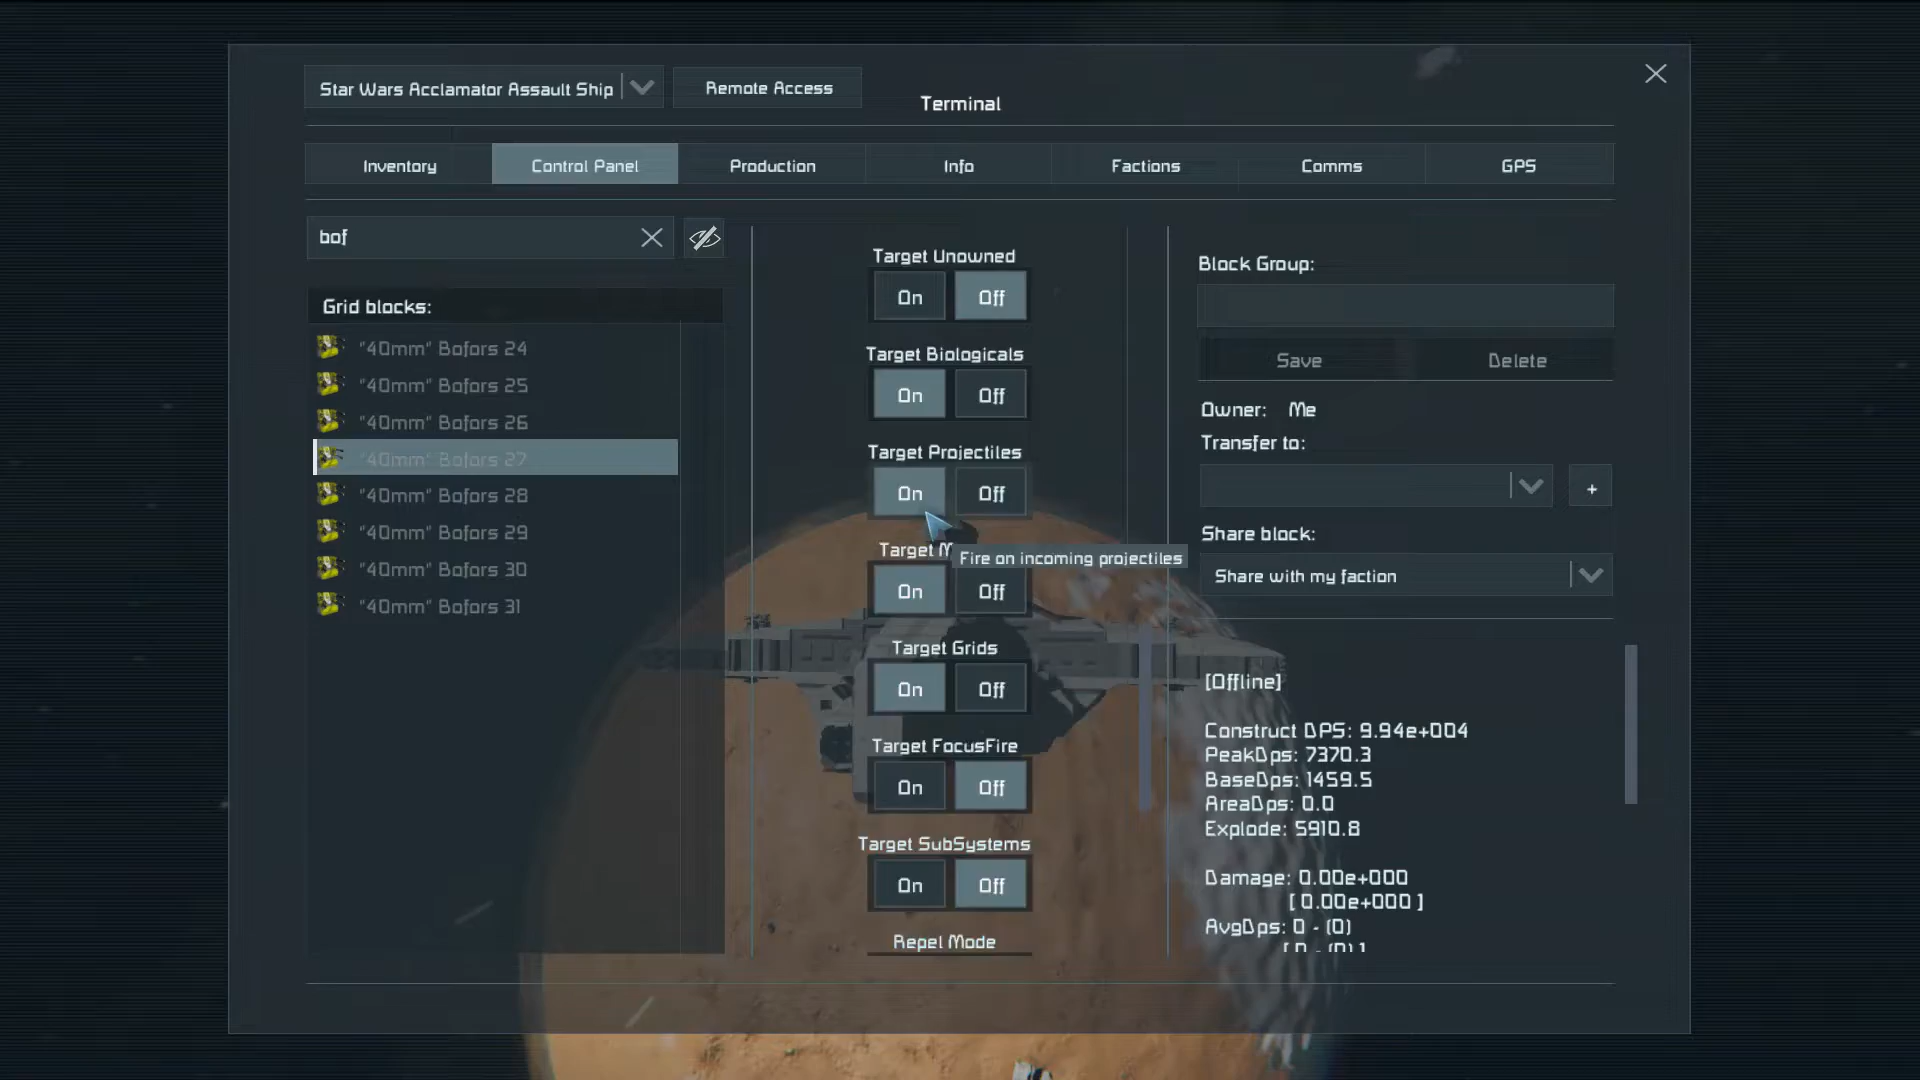 Star Wars Acclamator Assault Ship
Remote Access
Terminal
Inventory
Control Panel
Production
Info
Factions
Comms
GPS
bof
Grid blocks:
"40mm" Bofors 24
"40mm" Bofors 25
"40mm" Bofors 26
"40mm" Bofors 27
"40mm" Bofors 28
"40mm" Bofors 29
"40mm" Bofors 30
"40mm" Bofors 31
Target Unowned
On Off
Target Biologicals
On Off
Target Projectiles
On Off
Target M
Fire on incoming projectiles
On Off
Target Grids
On Off
Target FocusFire
On Off
Target SubSystems
On Off
Repel Mode
Block Group:
Save
Delete
Owner: Me
Transfer to:
+
Share block:
Share with my faction
[Offline]
Construct DPS: 9.94e+004
PeakDps: 7370.3
BaseDps: 1459.5
AreaDps: 0.0
Explode: 5910.8
Damage: 0.00e+000
[ 0.00e+000 ]
AvgDps: 0 - (0)
[ 0 - (0) ]